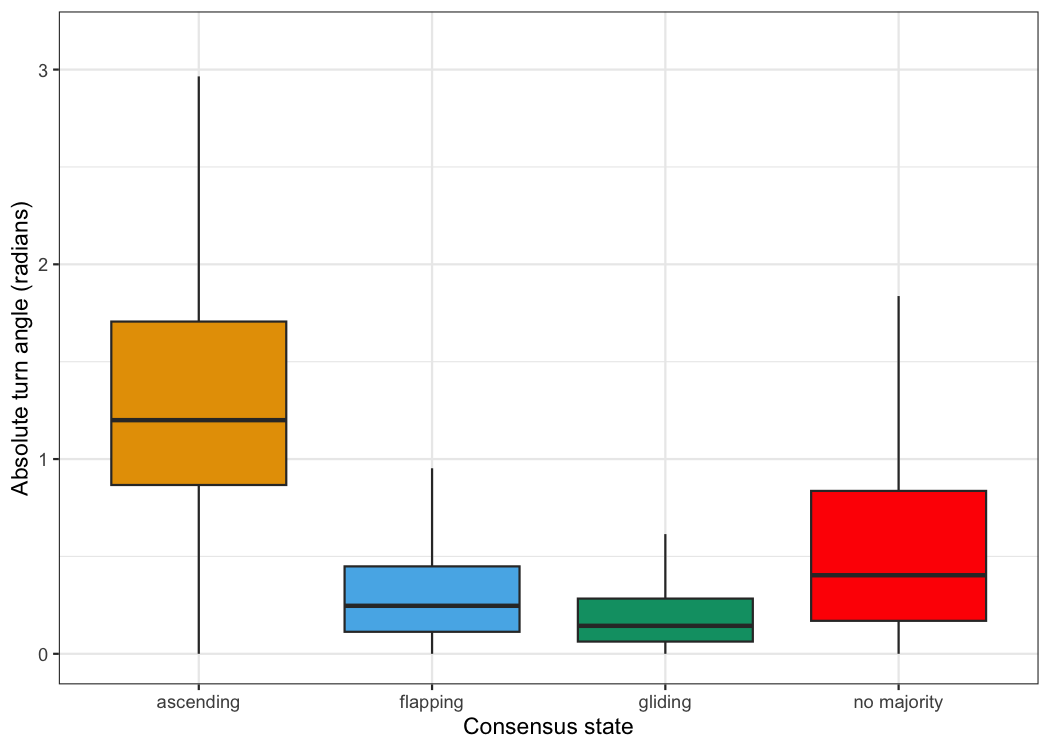 Absolute turn angle (radians)
3
2
1
0
ascending flapping gliding no majority
Consensus state